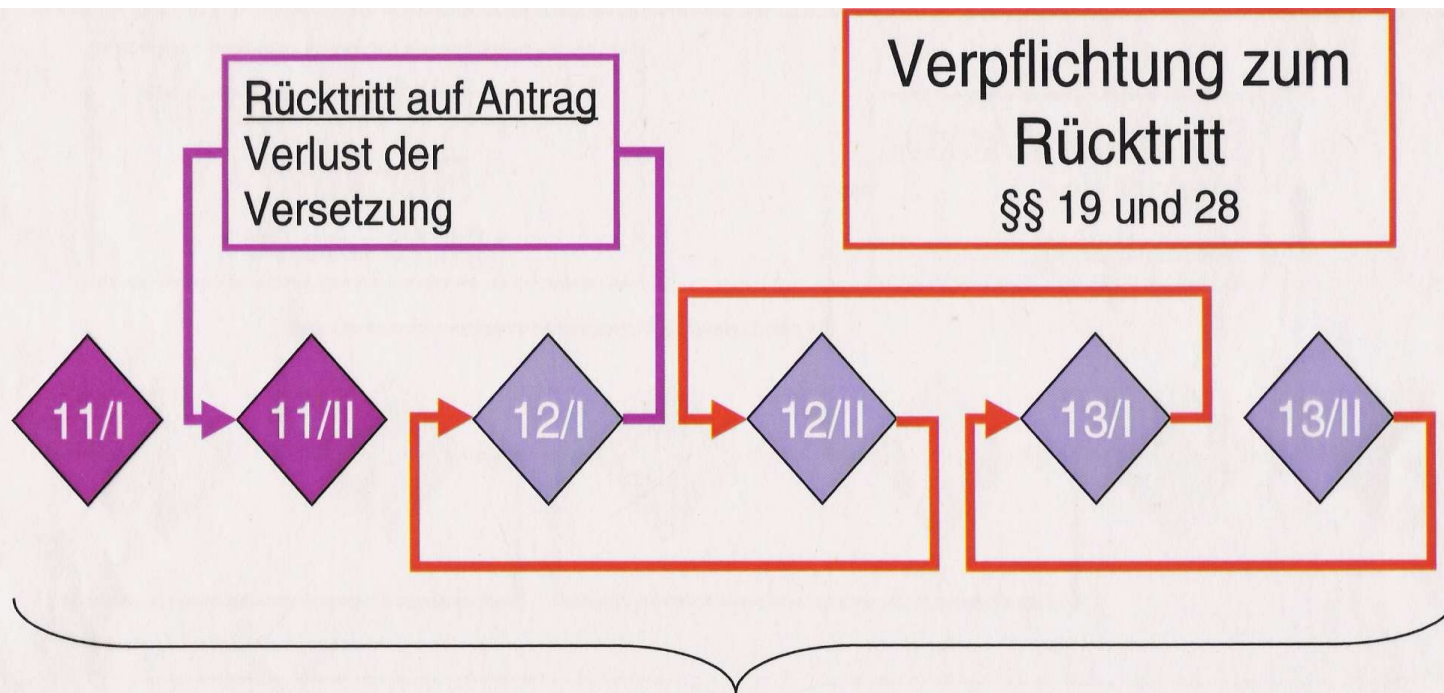 Rücktritt auf Antrag
Verlust der
Versetzung
Verpflichtung zum
Rücktritt
§§ 19 und 28
11/I
11/II
12/I
12/II
13/I
13/II